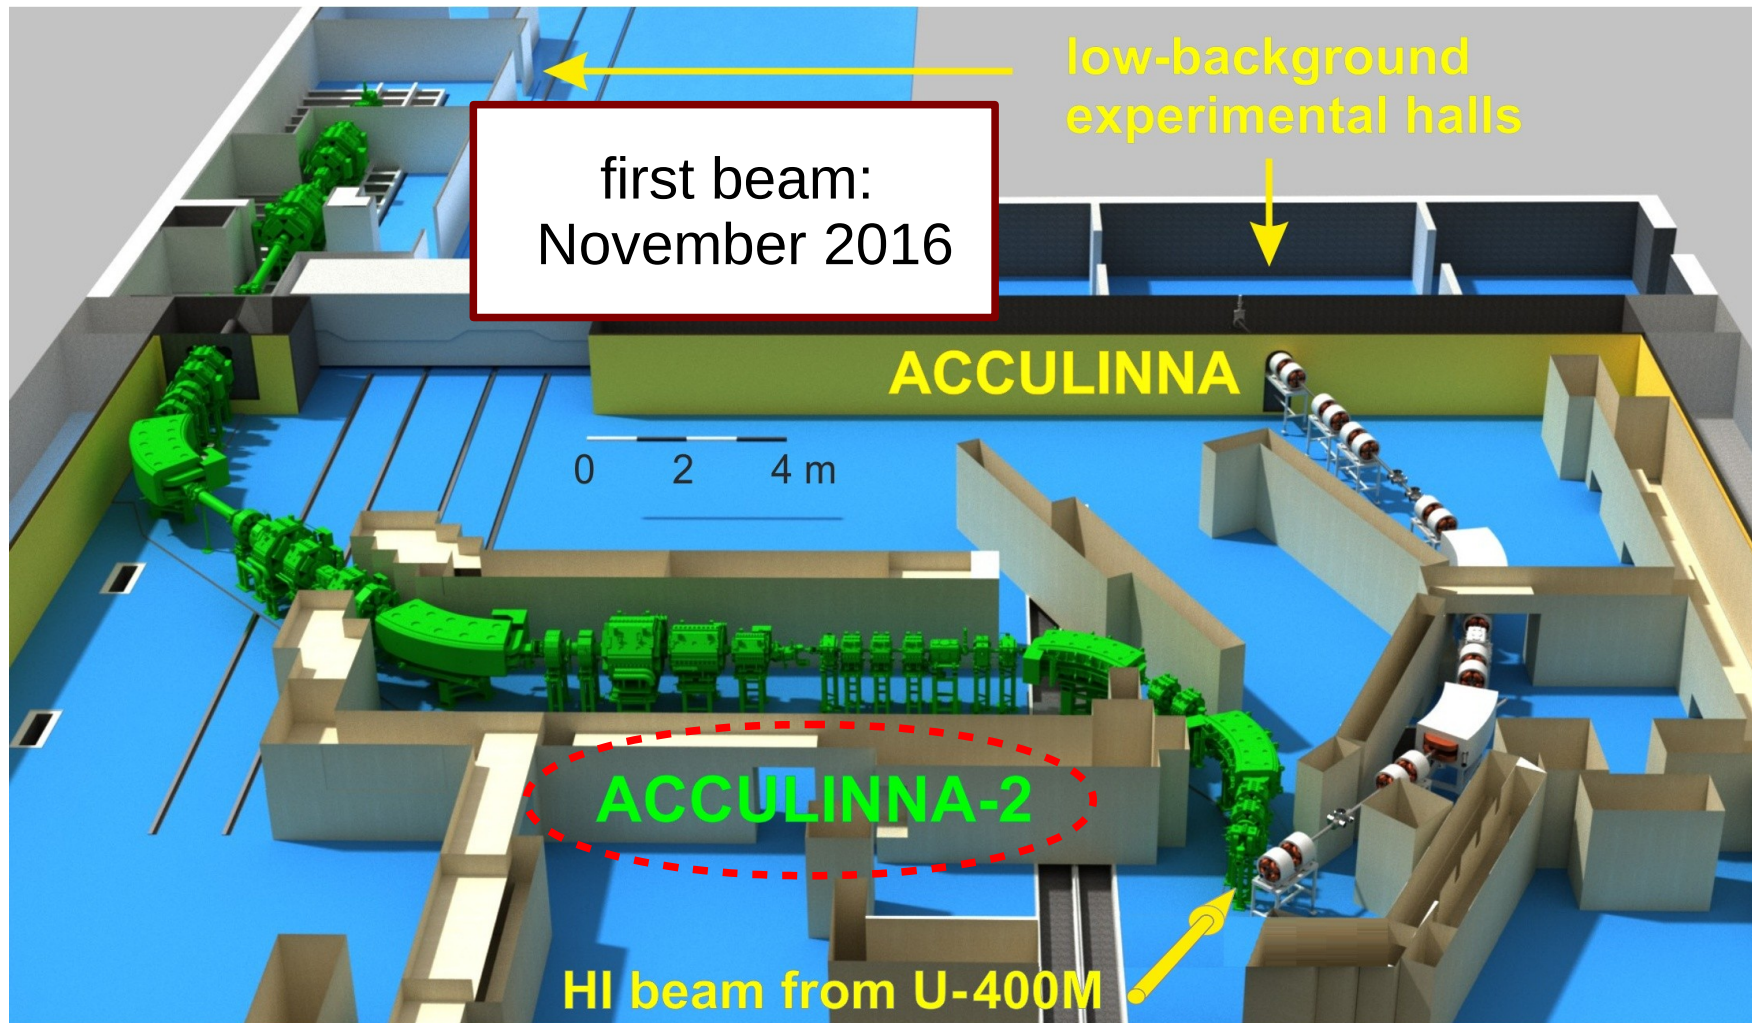 low-background
experimental halls
first beam:
November 2016
ACCULINNA
0 2 4 m
ACCULINNA-2
HI beam from U-400M